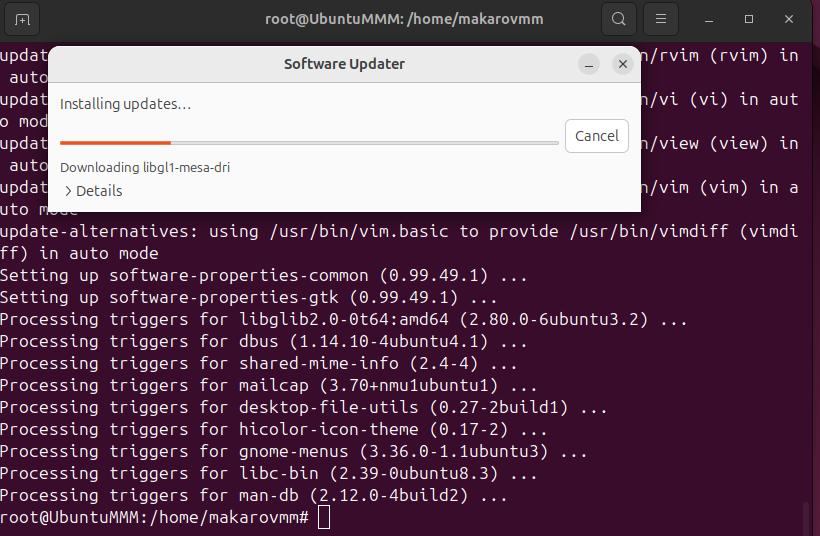 root@UbuntuMMM: /home/makarovmm
updat
n/rvim (rvim) in
auto
updat
n/vi (vi) in aut
o mod
updat
n/view (view) in
auto
updat
n/vim (vim) in a
uto mode
Software Updater
Installing updates…
Cancel
Downloading libgl1-mesa-dri
Details
update-alternatives: using /usr/bin/vim.basic to provide /usr/bin/vimdiff (vimdi
ff) in auto mode
Setting up software-properties-common (0.99.49.1) ...
Setting up software-properties-gtk (0.99.49.1) ...
Processing triggers for libglib2.0-0t64:amd64 (2.80.0-6ubuntu3.2) ...
Processing triggers for dbus (1.14.10-4ubuntu4.1) ...
Processing triggers for shared-mime-info (2.4-4) ...
Processing triggers for mailcap (3.70+nmu1ubuntu1) ...
Processing triggers for desktop-file-utils (0.27-2build1) ...
Processing triggers for hicolor-icon-theme (0.17-2) ...
Processing triggers for gnome-menus (3.36.0-1.1ubuntu3) ...
Processing triggers for libc-bin (2.39-0ubuntu8.3) ...
Processing triggers for man-db (2.12.0-4build2) ...
root@UbuntuMMM:/home/makarovmm#